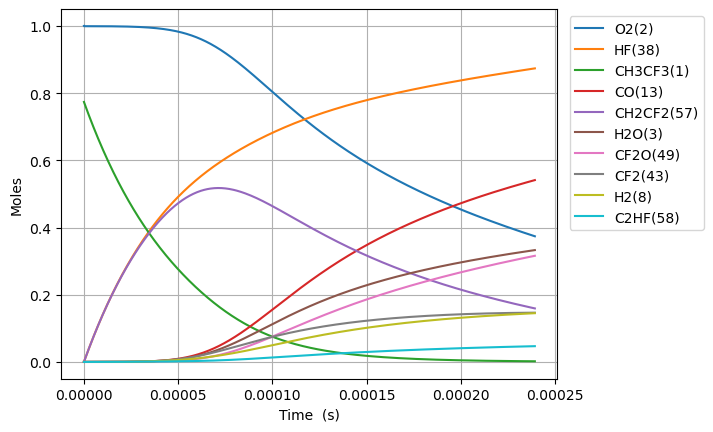 1.0
0.8
0.6
0.4
0.2
0.0
Moles
0.00000 0.00005 0.00010 0.00015 0.00020 0.00025
Time (s)
O2(2)
HF(38)
CH3CF3(1)
CO(13)
CH2CF2(57)
H2O(3)
CF2O(49)
CF2(43)
H2(8)
C2HF(58)